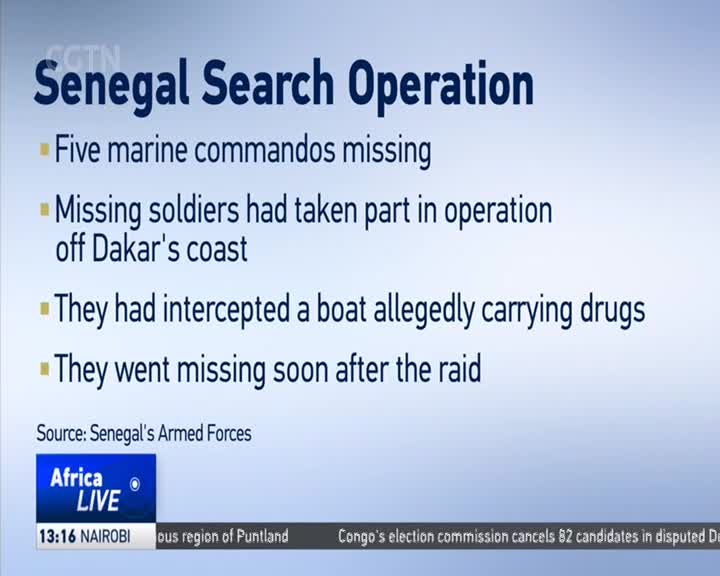 CGTN
Senegal Search Operation
Five marine commandos missing
Missing soldiers had taken part in operation
off Dakar's coast
They had intercepted a boat allegedly carrying drugs
They went missing soon after the raid
Source: Senegal's Armed Forces
Africa
LIVE
13:16 NAIROBI ous region of Puntland Congo's election commission cancels 82 candidates in disputed De